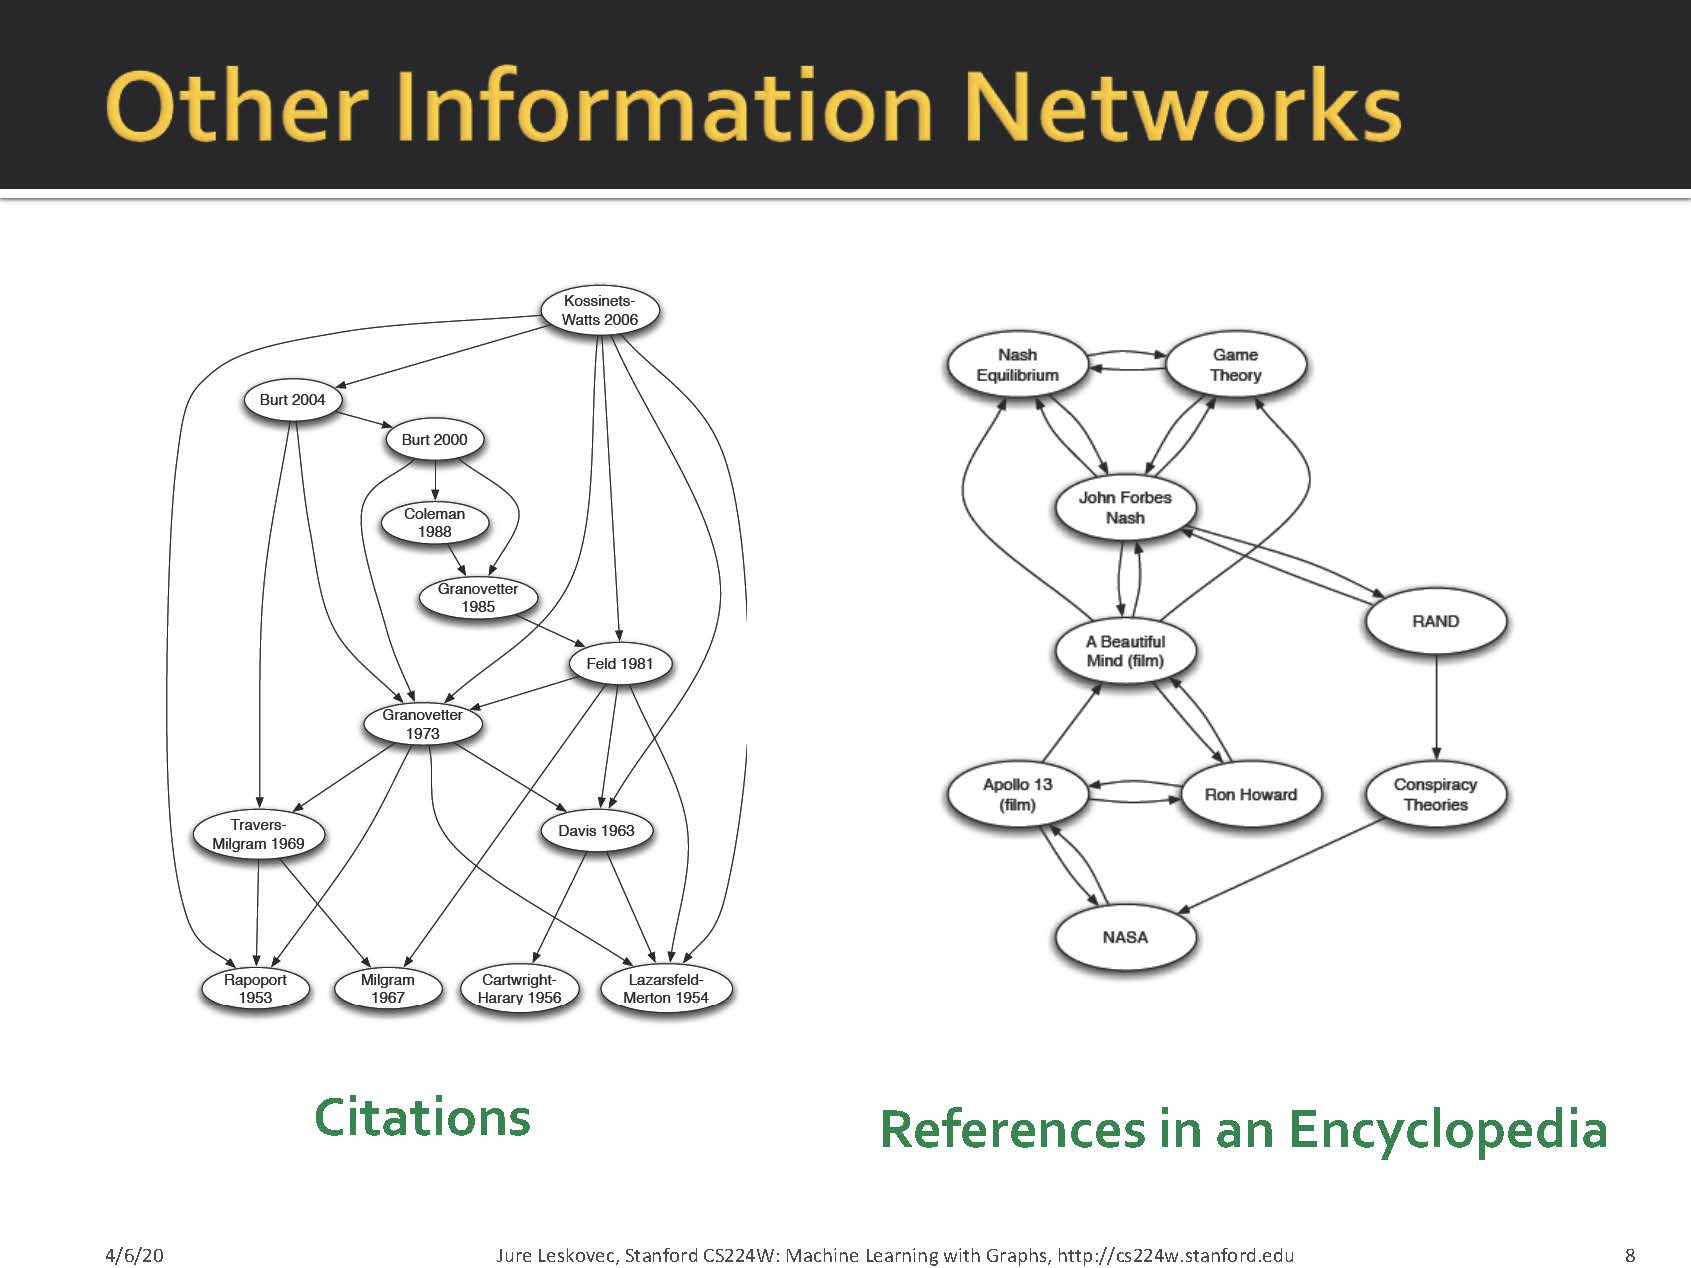 Other Information Networks
Kossinets-
Watts 2006
Burt 2004
Burt 2000
Coleman
1988
Granovetter
1985
Feld 1981
Granovetter
1973
Travers-
Milgram 1969
Davis 1963
Rapoport
1953
Milgram
1967
Cartwright-
Harary 1956
Lazarsfeld-
Merton 1954
Citations
Nash
Equilibrium
Game
Theory
John Forbes
Nash
A Beautiful
Mind (film)
RAND
Apollo 13
(film)
Ron Howard
Conspiracy
Theories
NASA
References in an Encyclopedia
4/6/20
Jure Leskovec, Stanford CS224W: Machine Learning with Graphs, http://cs224w.stanford.edu
8